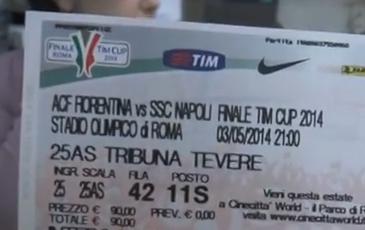 FINALE
ROMA
TIM CUP
2014
TIM
ACF FIORENTINA vs SSC NAPOLI FINALE TIM CUP 2014
STADIO OLIMPICO di ROMA 03/05/2014 21:00
25AS TRIBUNA TEVERE
INGR. SCALA FILA POSTO
25 25AS 42 11S
PREZZO € 90,00 PREV. € 0,00
TOTALE € 90,00
Vieni questa estate
a Cinecitta' World - il Parco di R
visita www.cinecittaworld.i